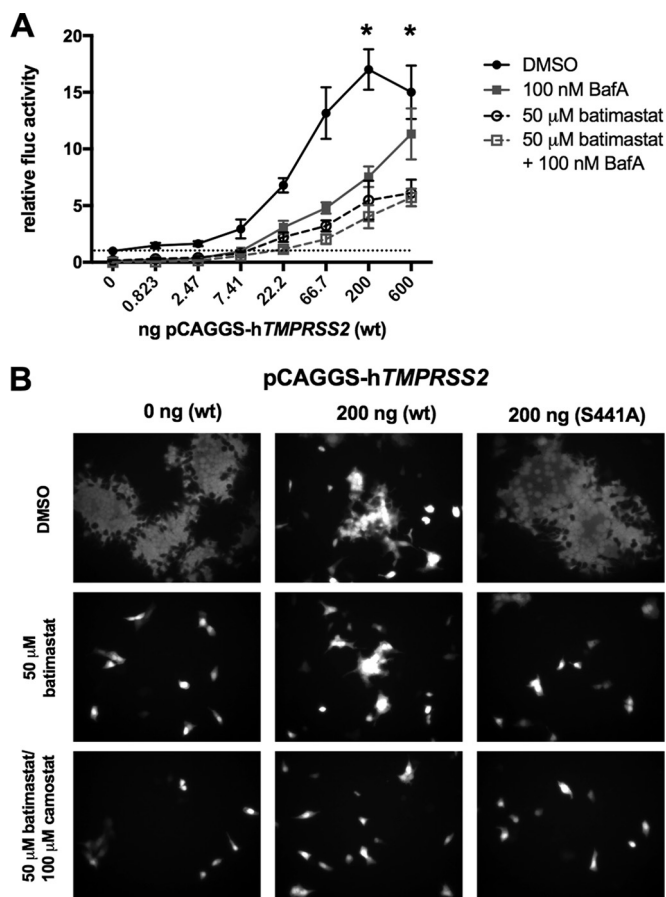 A
* *
20
15
10
5
0
relative fluc activity
0 0.823 2.47 7.41 22.2 66.7 200 600
ng pCAGGS-hTMPRSS2 (wt)
DMSO
100 nM BafA
50 μM batimastat
50 μM batimastat
+ 100 nM BafA
B
pCAGGS-hTMPRSS2
0 ng (wt) 200 ng (wt) 200 ng (S441A)
DMSO
50 μM
batimastat
50 μM batimastat/
100 μM camostat